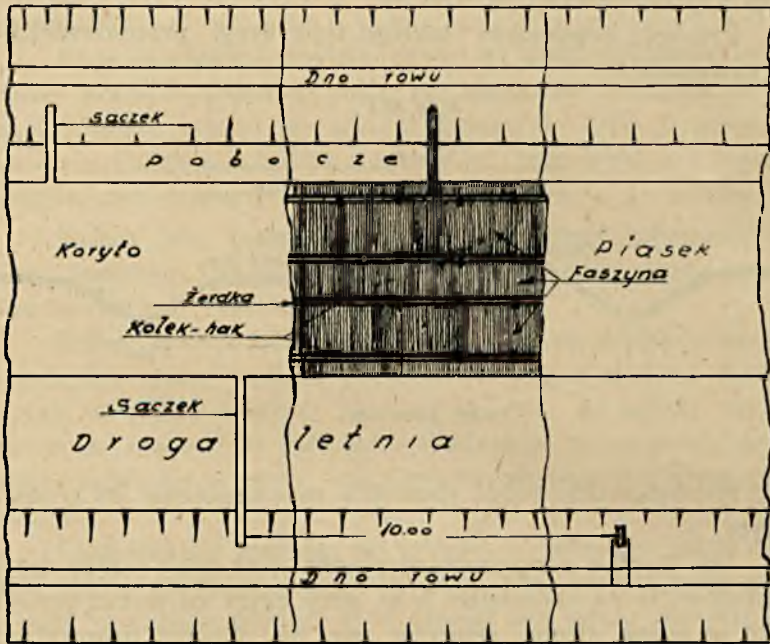 Dno rowu
sączek
pobocze
Koryto
Piasek
Faszyna
żerdka
Kołek-hak
Sączek
Droga letnia
10.00
Dno rowu